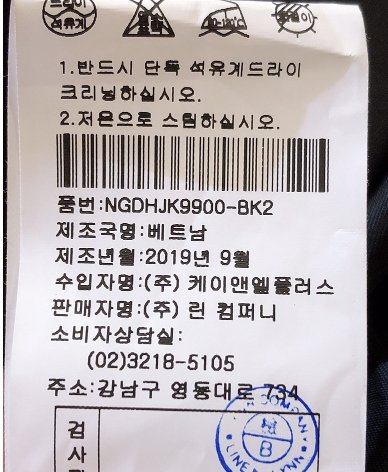 드라이
석유계
80~120℃
1.반드시 단독 석유계드라이
크리닝하십시오.
2.저온으로 스팀하십시오.
품번:NGDHJK9900-BK2
제조국명:베트남
제조년월:2019년 9월
수입자명:(주) 케이앤엘플러스
판매자명:(주) 린 컴퍼니
소비자상담실:
(02)3218-5105
주소:강남구 영동대로 734
검
사
B